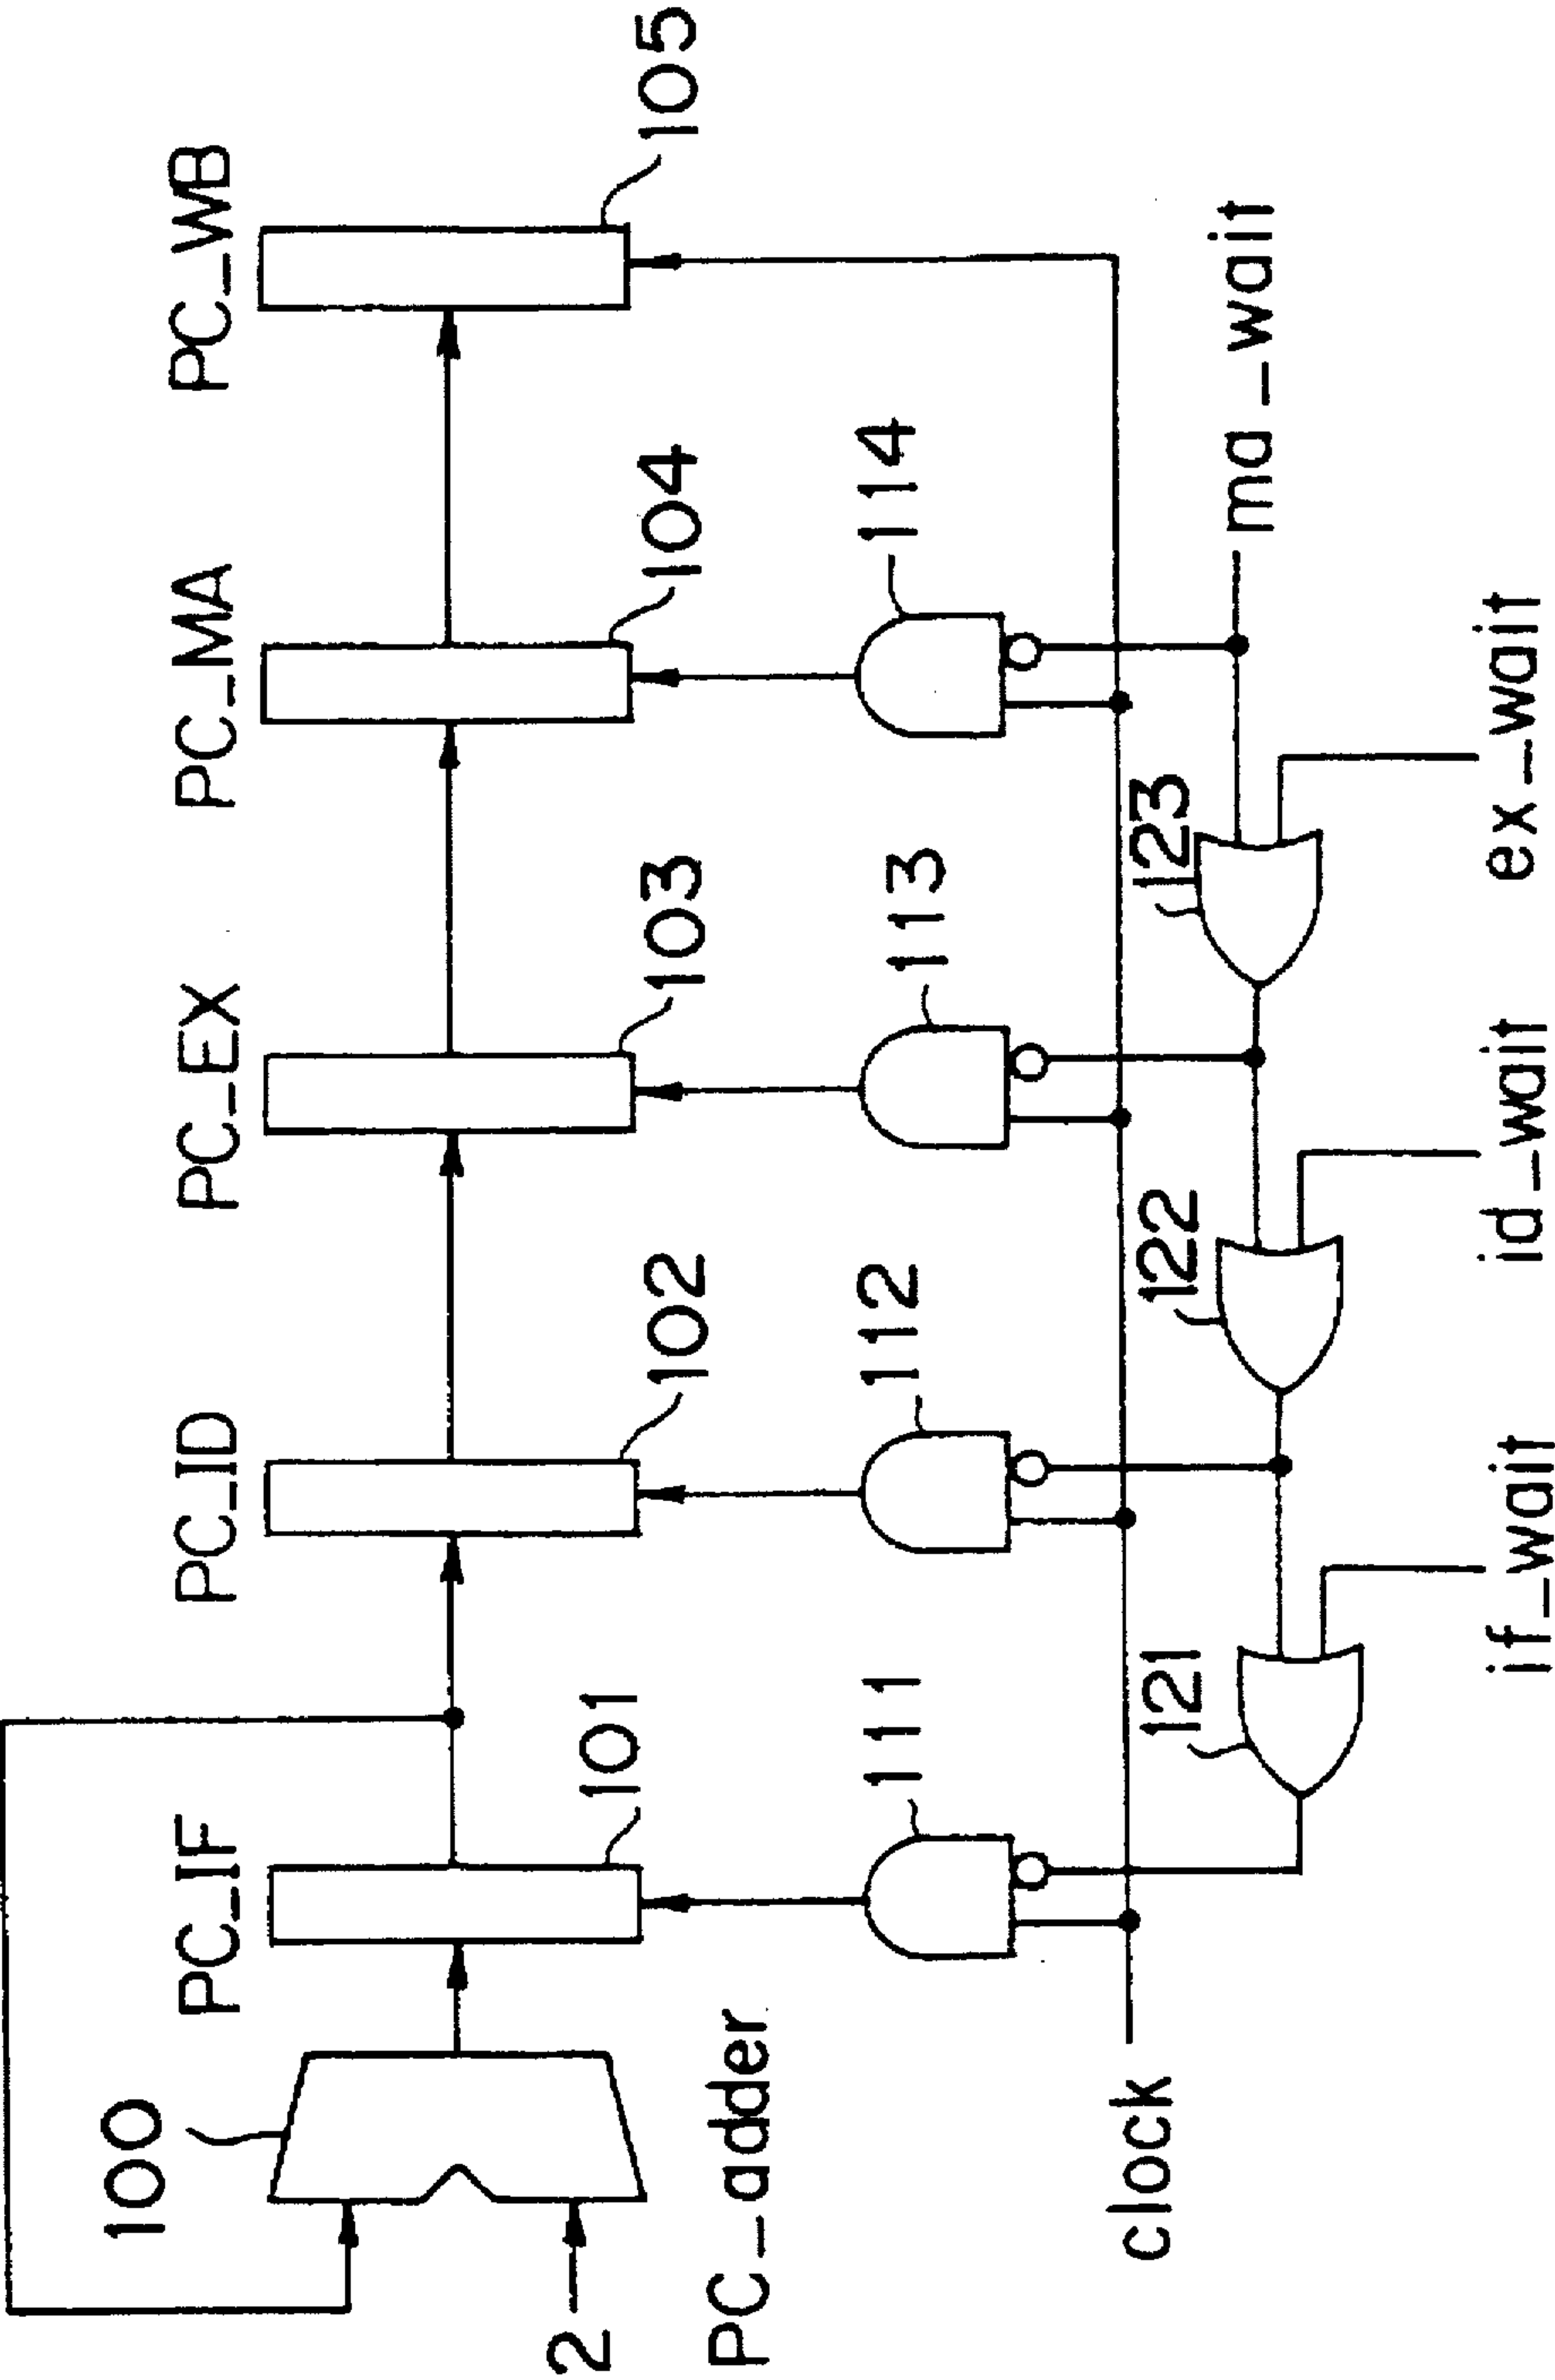 PC_IF
PC_ID
PC_EX
PC_MA
PC_WB
100
101
102
103
104
105
2
PC_adder
111
112
113
114
clock
121
122
123
ma_wait
if_wait
id_wait
ex_wait